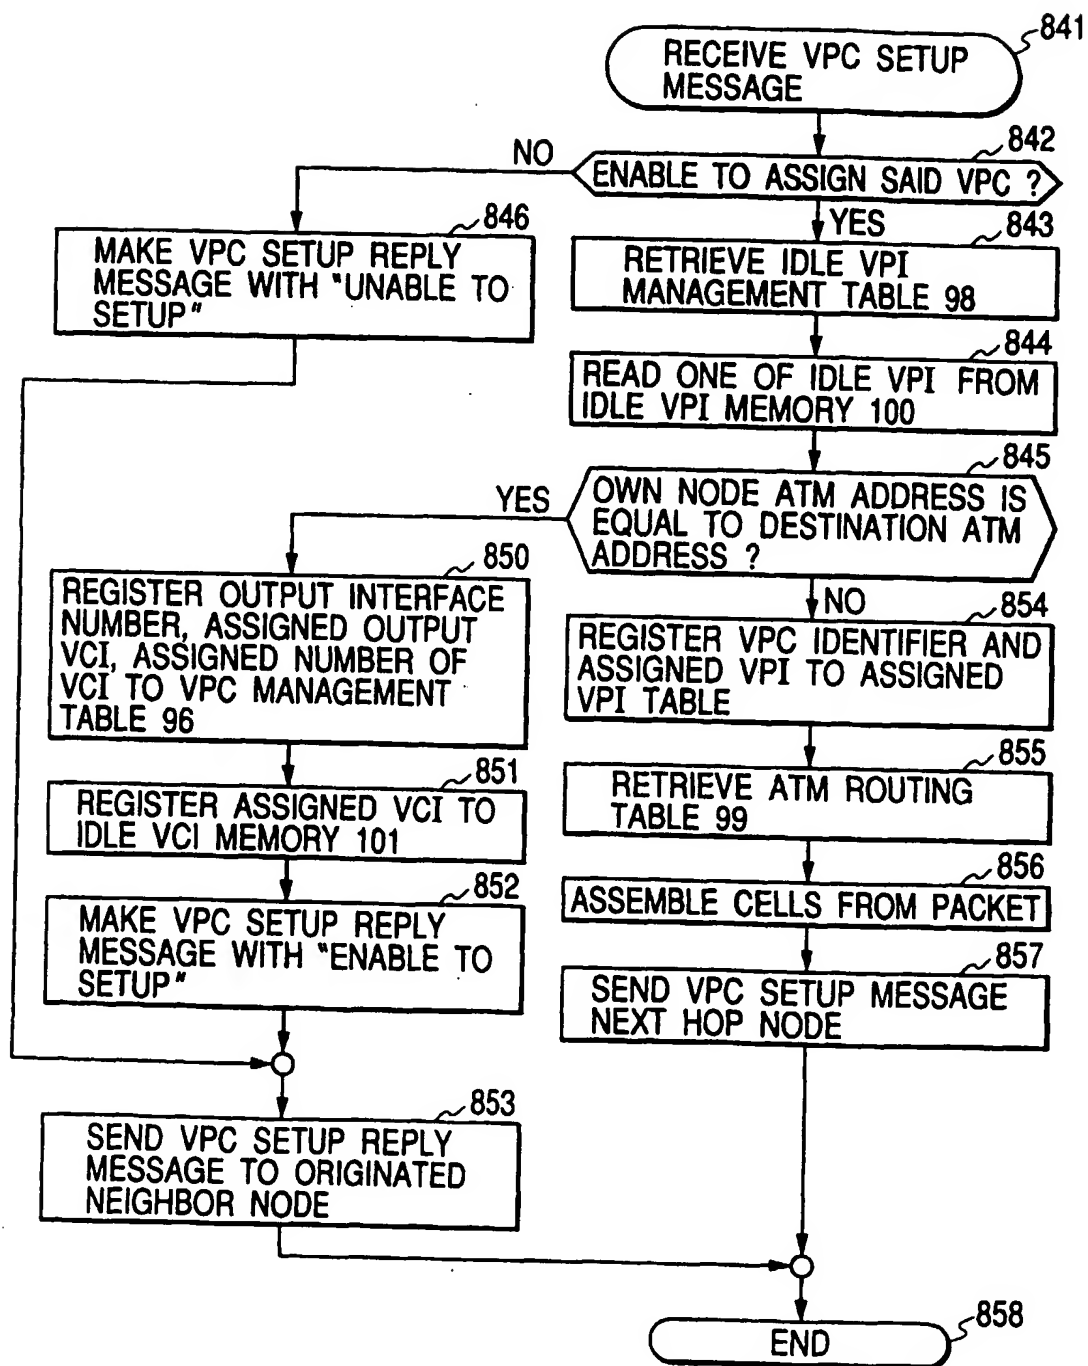 841
RECEIVE VPC SETUP
MESSAGE
842
NO
ENABLE TO ASSIGN SAID VPC ?
YES
846
MAKE VPC SETUP REPLY
MESSAGE WITH "UNABLE TO
SETUP"
843
RETRIEVE IDLE VPI
MANAGEMENT TABLE 98
844
READ ONE OF IDLE VPI FROM
IDLE VPI MEMORY 100
845
YES
OWN NODE ATM ADDRESS IS
EQUAL TO DESTINATION ATM
ADDRESS ?
NO
850
REGISTER OUTPUT INTERFACE
NUMBER, ASSIGNED OUTPUT
VCI, ASSIGNED NUMBER OF
VCI TO VPC MANAGEMENT
TABLE 96
851
REGISTER ASSIGNED VCI TO
IDLE VCI MEMORY 101
852
MAKE VPC SETUP REPLY
MESSAGE WITH "ENABLE TO
SETUP"
853
SEND VPC SETUP REPLY
MESSAGE TO ORIGINATED
NEIGHBOR NODE
854
REGISTER VPC IDENTIFIER AND
ASSIGNED VPI TO ASSIGNED
VPI TABLE
855
RETRIEVE ATM ROUTING
TABLE 99
856
ASSEMBLE CELLS FROM PACKET
857
SEND VPC SETUP MESSAGE
NEXT HOP NODE
858
END